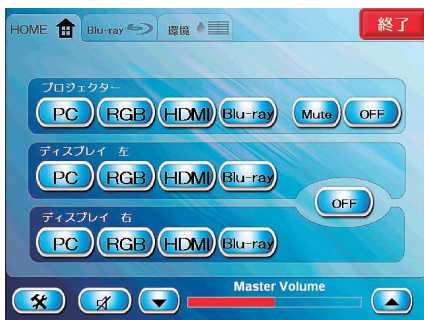 HOME Blu-ray 環境 終了
プロジェクター
PC RGB HDMI Blu-ray Mute OFF
ディスプレイ 左
PC RGB HDMI Blu-ray
OFF
ディスプレイ 右
PC RGB HDMI Blu-ray
Master Volume